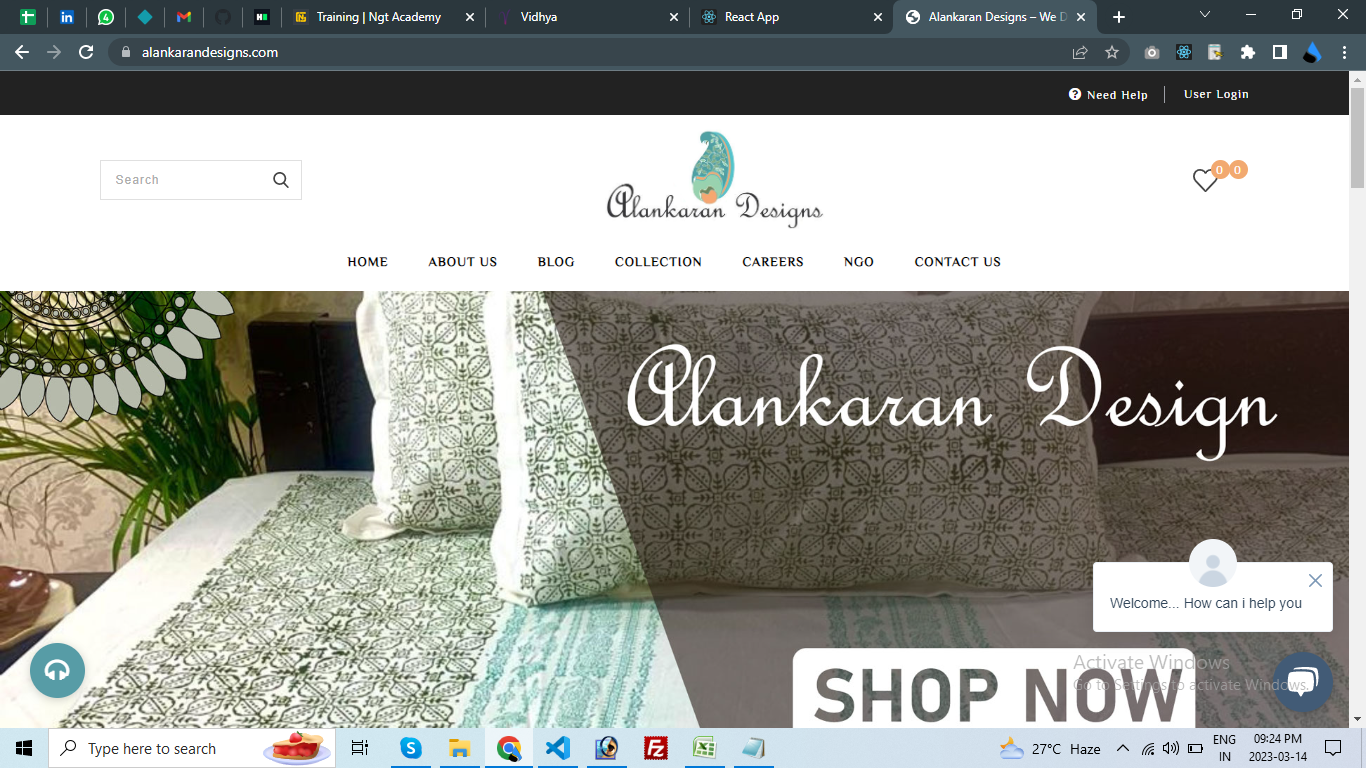 4
H
Training | Ngt Academy
Vidhya
React App
Alankaran Designs – We D
alankarandesigns.com
Need Help
User Login
Search
Alankaran Designs
0 0
HOME
ABOUT US
BLOG
COLLECTION
CAREERS
NGO
CONTACT US
Alankaran Design
Welcome... How can i help you
SHOP NOW
Activate Windows
Go to Settings to activate Windows.
Type here to search
27°C Haze
ENG
IN
09:24 PM
2023-03-14